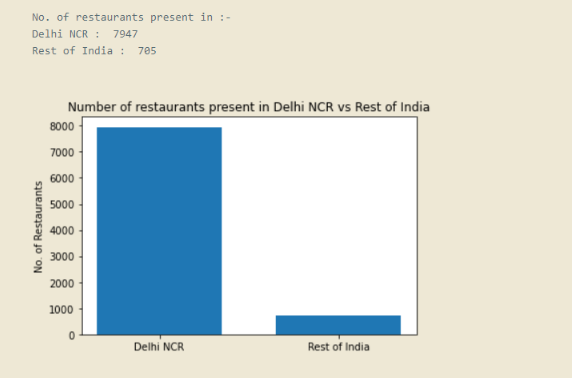 No. of restaurants present in :-
Delhi NCR :  7947
Rest of India :  705
Number of restaurants present in Delhi NCR vs Rest of India
8000
7000
6000
5000
4000
3000
2000
1000
0
No. of Restaurants
Delhi NCR
Rest of India